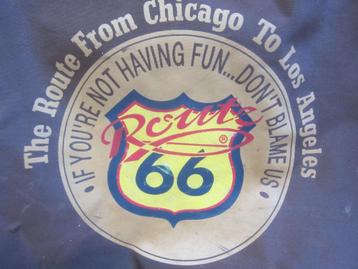 The Route From Chicago To Los Angeles
• IF YOU'RE NOT HAVING FUN... DON'T BLAME US •
Route
®
66